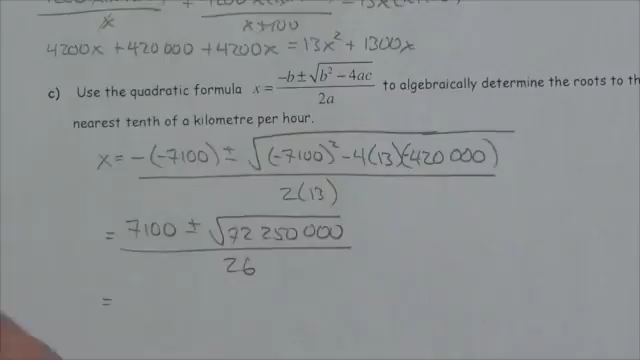 x x+100
4200x + 420 000 + 4200x = 13x² + 1300x
c) Use the quadratic formula x = (-b ± √(b² - 4ac)) / 2a to algebraically determine the roots to the
nearest tenth of a kilometre per hour.
x = -(-7100) ± √((-7100)² - 4(13)(-420 000))
2(13)
= 7100 ± √72 250 000
26
=